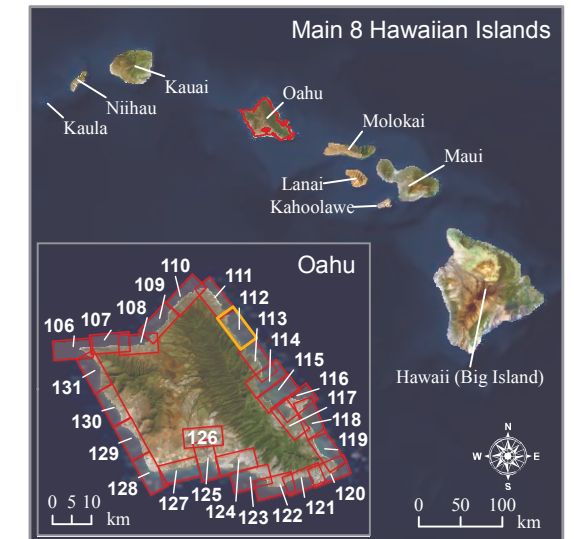 Main 8 Hawaiian Islands
Kauai
Niihau
Kaula
Oahu
Molokai
Maui
Lanai
Kahoolawe
Hawaii (Big Island)
N
W E
S
0 50 100
km
Oahu
106
107
108
109
110
111
112
113
114
115
116
117
118
119
120
121
122
123
124
125
126
127
128
129
130
131
0 5 10
km